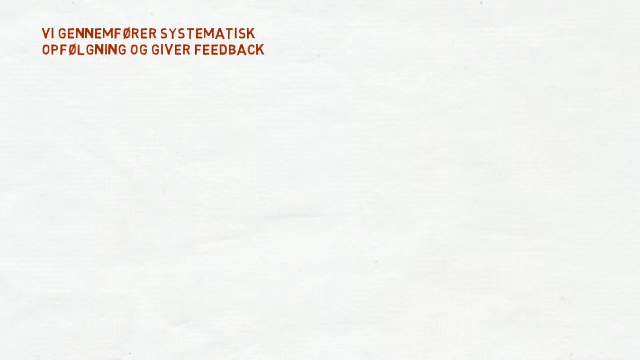 VI GENNEMFØRER SYSTEMATISK
OPFØLGNING OG GIVER FEEDBACK